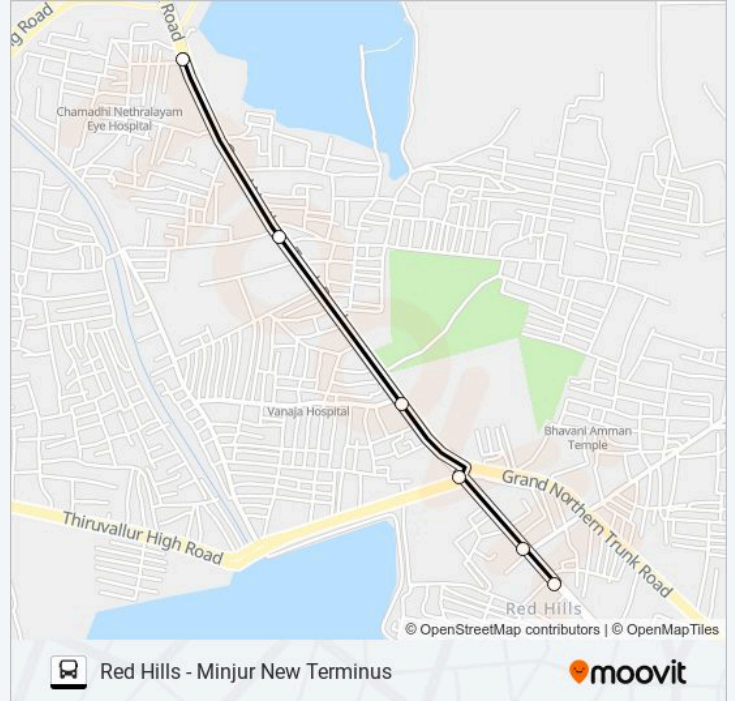 g Road
Road
Chamadhi Nethralayam
Eye Hospital
Vanaja Hospital
Bhavani Amman
Temple
Grand Northern Trunk Road
Thiruvallur High Road
Red Hills
© OpenStreetMap contributors | © OpenMapTiles
Red Hills - Minjur New Terminus
moovit